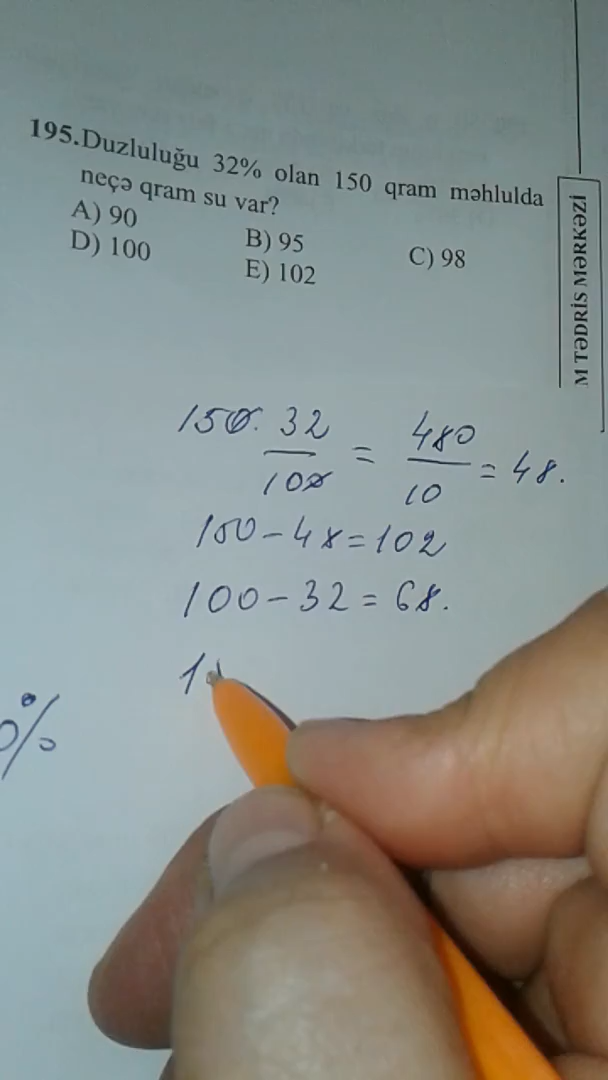 195.Duzluluğu 32% olan 150 qram məhlulda
neçə qram su var?
A) 90 B) 95 C) 98
D) 100 E) 102
M TƏDRİS MƏRKƏZİ
150 · 32 / 100 = 480 / 10 = 48.
150 - 48 = 102
100 - 32 = 68.
1
%